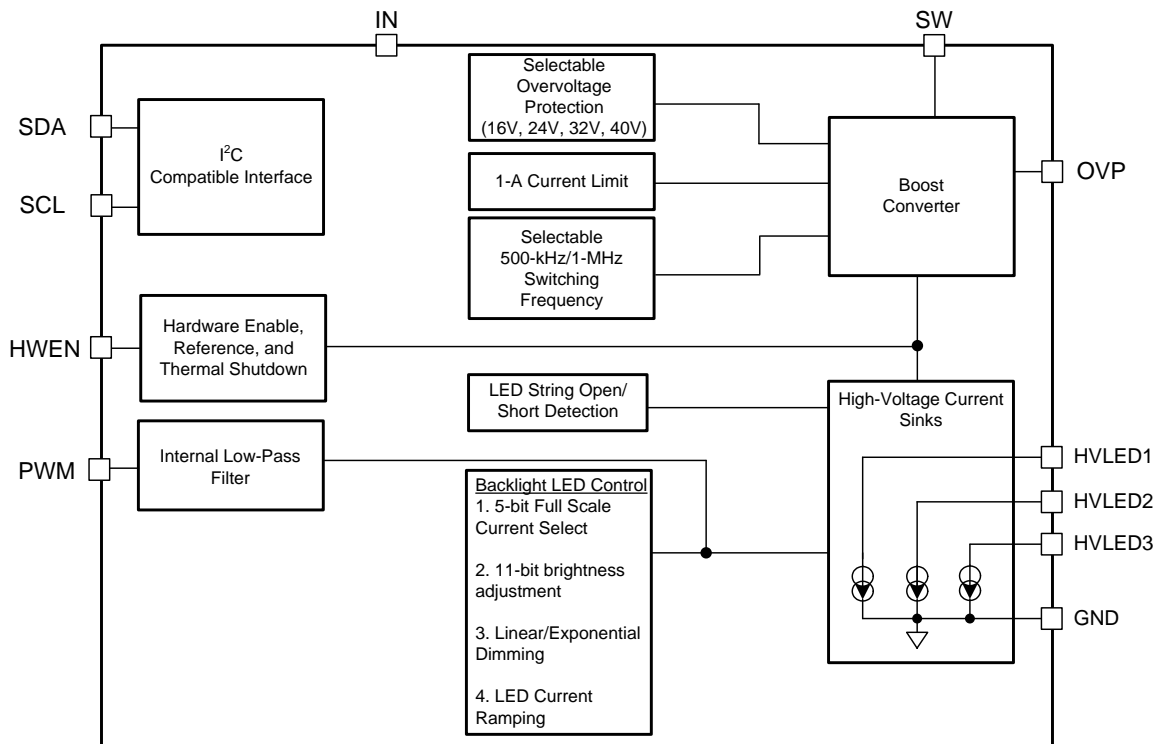 IN
SW
SDA
SCL
HWEN
PWM
I²C
Compatible Interface
Hardware Enable,
Reference, and
Thermal Shutdown
Internal Low-Pass
Filter
Selectable
Overvoltage
Protection
(16V, 24V, 32V, 40V)
1-A Current Limit
Selectable
500-kHz/1-MHz
Switching
Frequency
LED String Open/
Short Detection
Backlight LED Control
1. 5-bit Full Scale
Current Select
2. 11-bit brightness
adjustment
3. Linear/Exponential
Dimming
4. LED Current
Ramping
Boost
Converter
High-Voltage Current
Sinks
OVP
HVLED1
HVLED2
HVLED3
GND